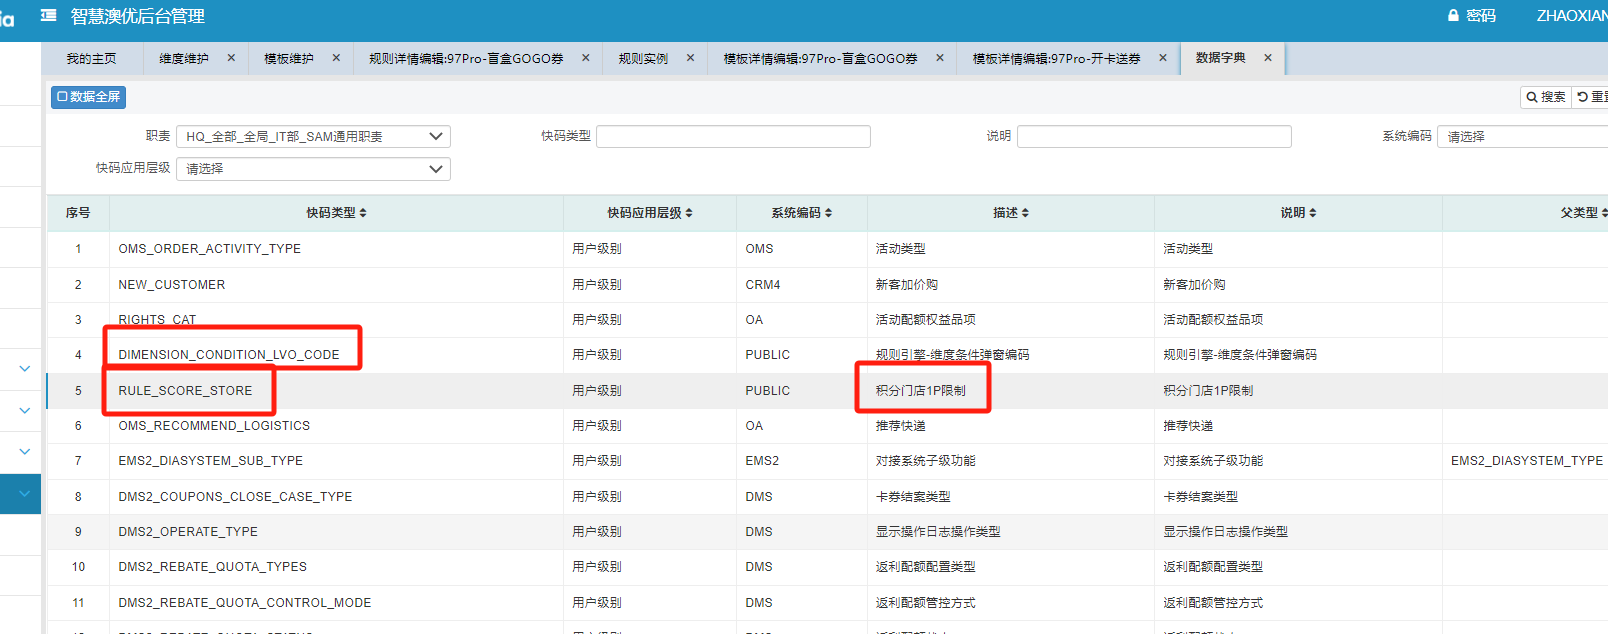 ia 智慧澳优后台管理 密码 ZHAOXIAN
我的主页 维度维护 × 模板维护 × 规则详情编辑:97Pro-盲盒GOGO券 × 规则实例 × 模板详情编辑:97Pro-盲盒GOGO券 × 模板详情编辑:97Pro-开卡送券 × 数据字典 ×
数据全屏 搜索 重置
职责 HQ_全部_全局_IT部_SAM通用职责 快码类型 说明 系统编码 请选择
快码应用层级 请选择
序号 快码类型 快码应用层级 系统编码 描述 说明 父类型
1 OMS_ORDER_ACTIVITY_TYPE 用户级别 OMS 活动类型 活动类型
2 NEW_CUSTOMER 用户级别 CRM4 新客加价购 新客加价购
3 RIGHTS_CAT 用户级别 OA 活动配额权益品项 活动配额权益品项
4 DIMENSION_CONDITION_LVO_CODE 用户级别 PUBLIC 规则引擎-维度条件弹窗编码 规则引擎-维度条件弹窗编码
5 RULE_SCORE_STORE 用户级别 PUBLIC 积分门店1P限制 积分门店1P限制
6 OMS_RECOMMEND_LOGISTICS 用户级别 OA 推荐快递 推荐快递
7 EMS2_DIASYSTEM_SUB_TYPE 用户级别 EMS2 对接系统子级功能 对接系统子级功能 EMS2_DIASYSTEM_TYPE
8 DMS2_COUPONS_CLOSE_CASE_TYPE 用户级别 DMS 卡券结案类型 卡券结案类型
9 DMS2_OPERATE_TYPE 用户级别 DMS 显示操作日志操作类型 显示操作日志操作类型
10 DMS2_REBATE_QUOTA_TYPES 用户级别 DMS 返利配额配置类型 返利配额配置类型
11 DMS2_REBATE_QUOTA_CONTROL_MODE 用户级别 DMS 返利配额管控方式 返利配额管控方式